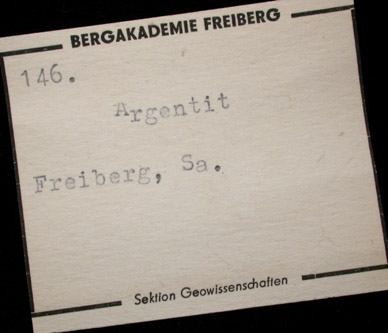 BERGAKADEMIE FREIBERG
146.
Argentit
Freiberg, Sa.
Sektion Geowissenschaften